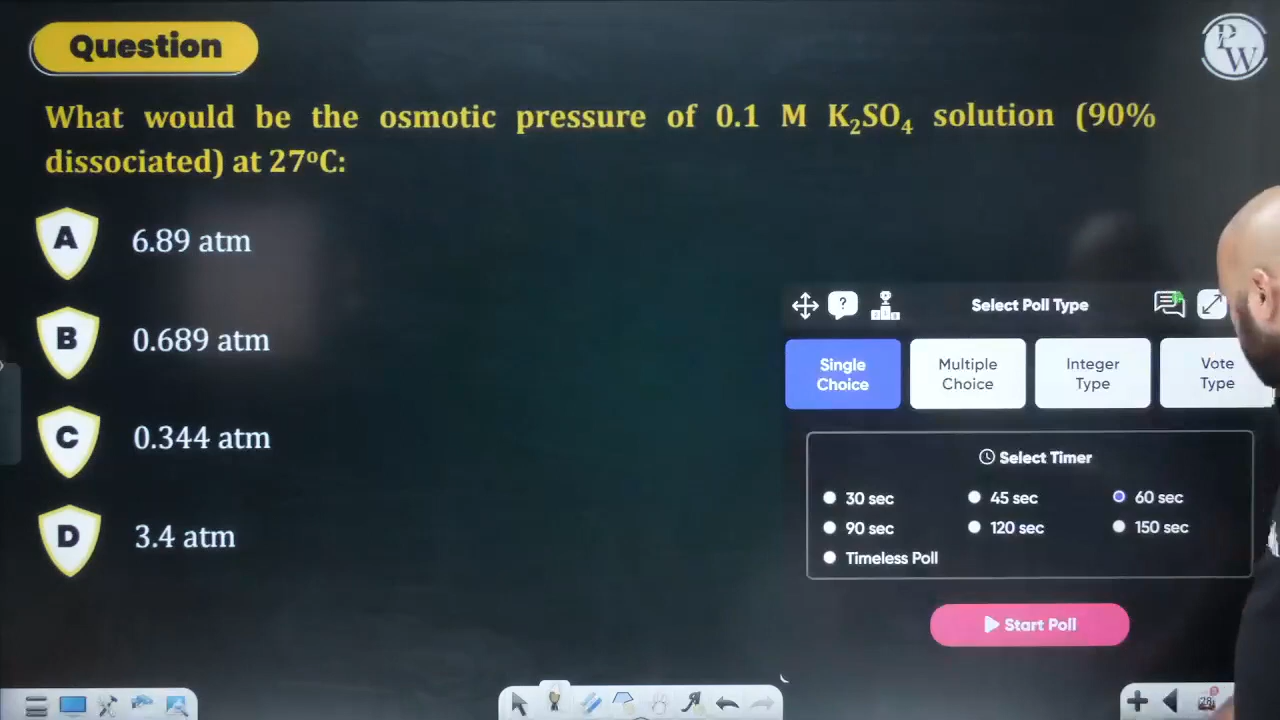 Question
PW
What would be the osmotic pressure of 0.1 M K₂SO₄ solution (90%
dissociated) at 27ºC:
A 6.89 atm
B 0.689 atm
C 0.344 atm
D 3.4 atm
Select Poll Type
Single
Choice
Multiple
Choice
Integer
Type
Vote
Type
Select Timer
30 sec
45 sec
60 sec
90 sec
120 sec
150 sec
Timeless Poll
Start Poll